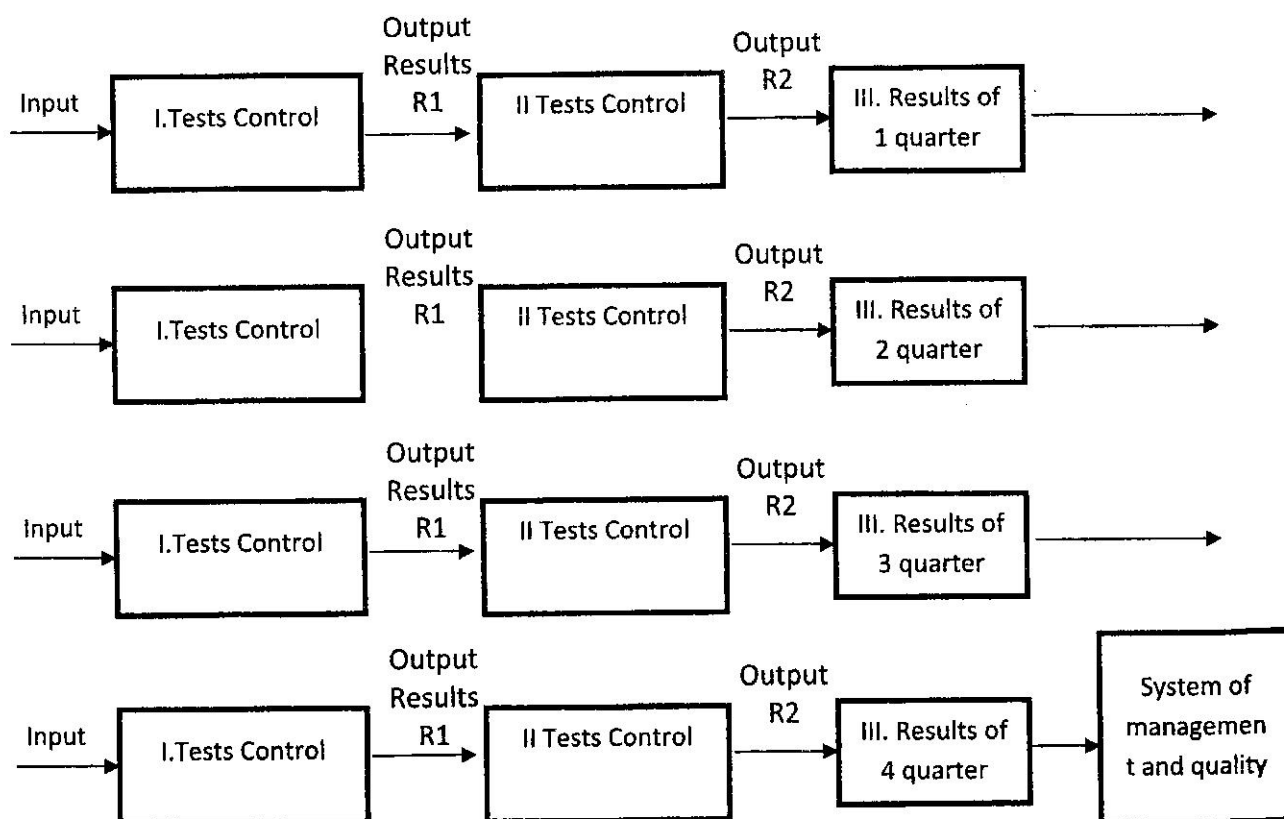 Output
Results
R1
Output
R2
Input
I.Tests Control
II Tests Control
III. Results of
1 quarter
Output
Results
R1
Output
R2
Input
I.Tests Control
II Tests Control
III. Results of
2 quarter
Output
Results
R1
Output
R2
Input
I.Tests Control
II Tests Control
III. Results of
3 quarter
Output
Results
R1
Output
R2
Input
I.Tests Control
II Tests Control
III. Results of
4 quarter
System of
managemen
t and quality